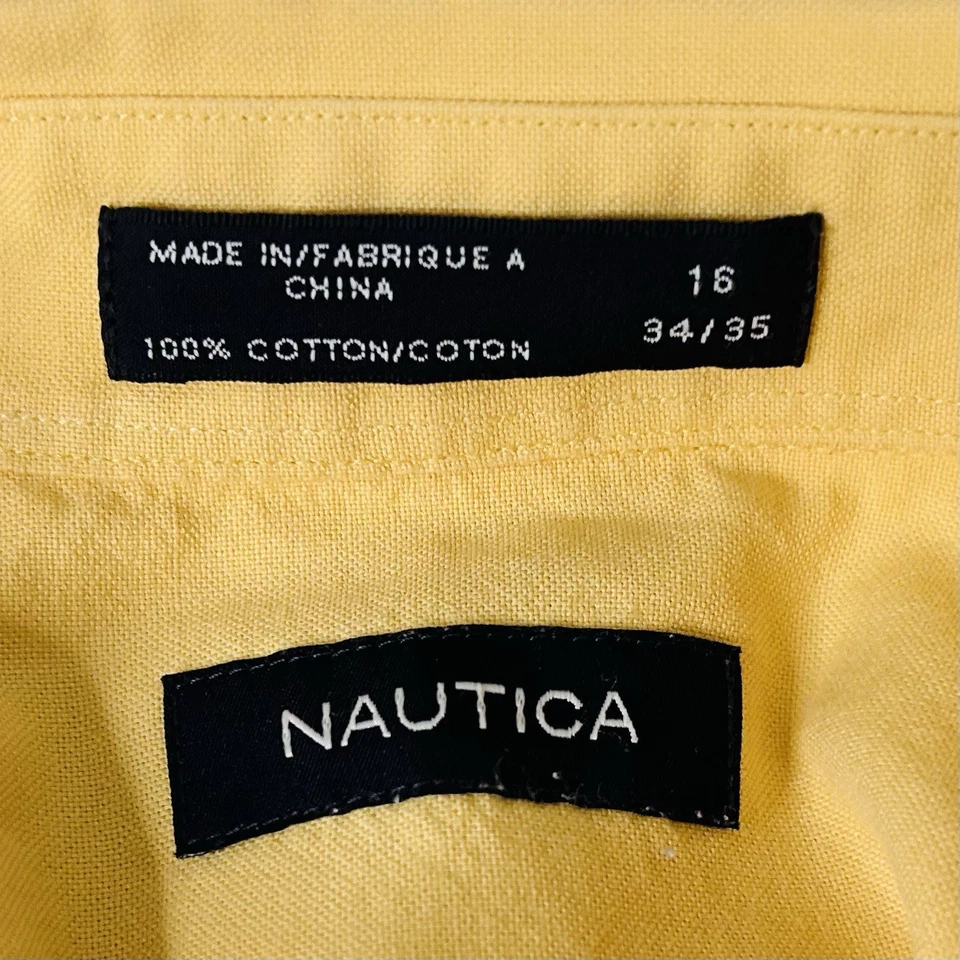 MADE IN/FABRIQUE A
CHINA
100% COTTON/COTON
16
34/35
NAUTICA